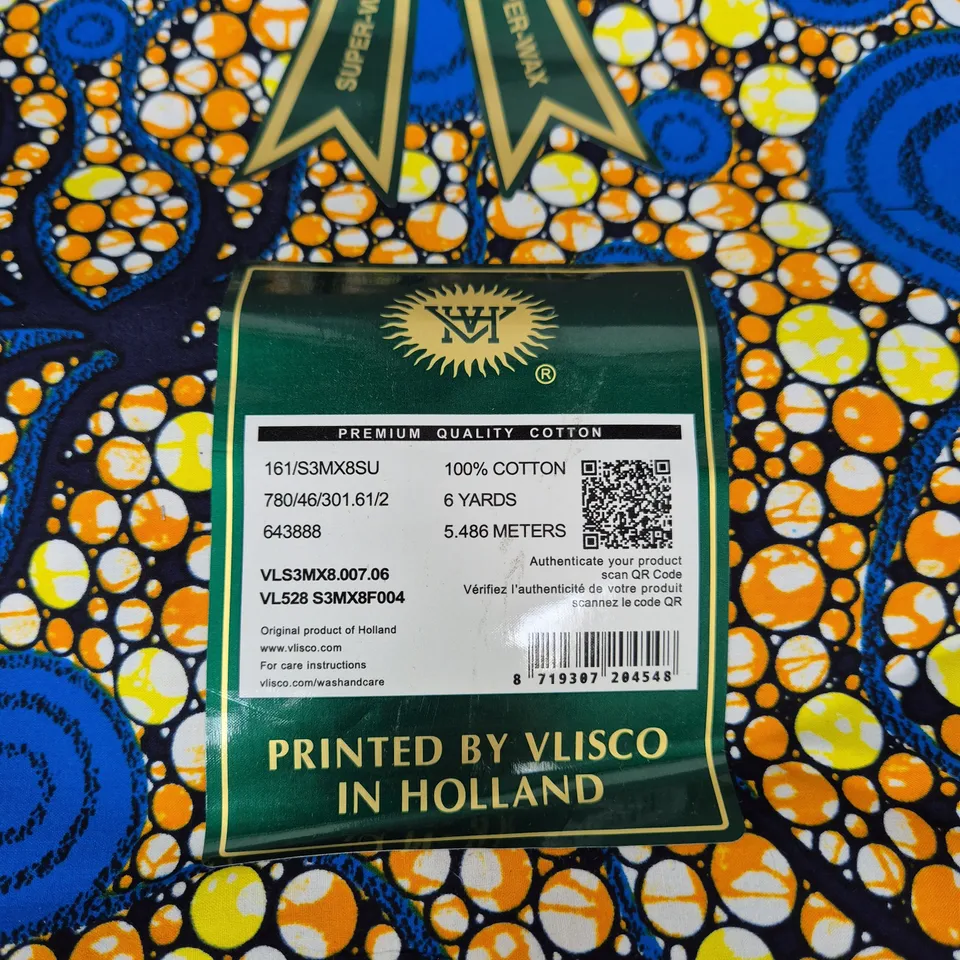 SUPER-W
ER-WAX
VH
®
PREMIUM QUALITY COTTON
161/S3MX8SU
100% COTTON
780/46/301.61/2
6 YARDS
643888
5.486 METERS
Authenticate your product
scan QR Code
Vérifiez l'authenticité de votre produit
scannez le code QR
VLS3MX8.007.06
VL528 S3MX8F004
Original product of Holland
www.vlisco.com
For care instructions
vlisco.com/washandcare
8 719307 204548
PRINTED BY VLISCO
IN HOLLAND